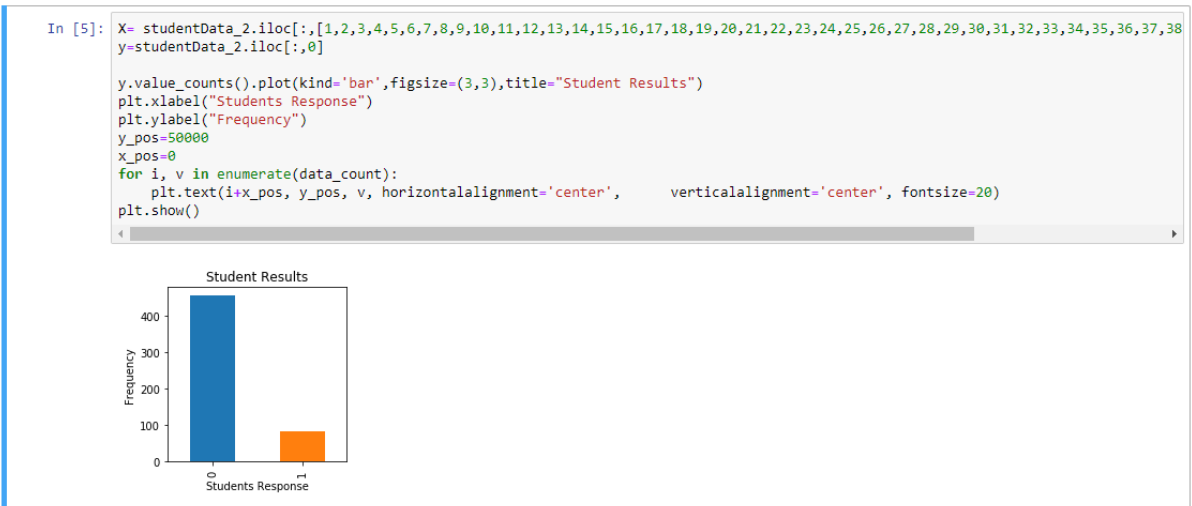 In [5]: X= studentData_2.iloc[:,[1,2,3,4,5,6,7,8,9,10,11,12,13,14,15,16,17,18,19,20,21,22,23,24,25,26,27,28,29,30,31,32,33,34,35,36,37,38
y=studentData_2.iloc[:,0]
y.value_counts().plot(kind='bar',figsize=(3,3),title="Student Results")
plt.xlabel("Students Response")
plt.ylabel("Frequency")
y_pos=50000
x_pos=0
for i, v in enumerate(data_count):
    plt.text(i+x_pos, y_pos, v, horizontalalignment='center',      verticalalignment='center', fontsize=20)
plt.show()
Student Results
Frequency
400
300
200
100
0
0 1
Students Response